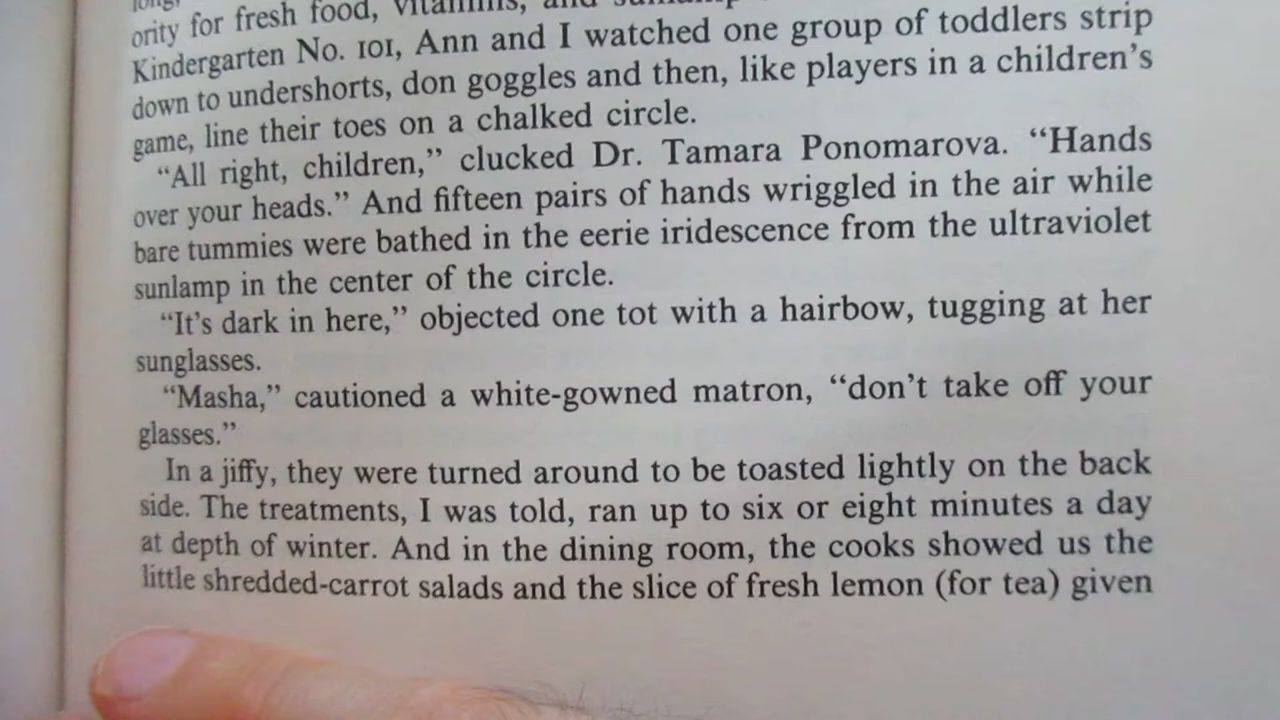 long,
ority for fresh food, vitamins, and
Kindergarten No. 101, Ann and I watched one group of toddlers strip
down to undershorts, don goggles and then, like players in a children's
game, line their toes on a chalked circle.
“All right, children,” clucked Dr. Tamara Ponomarova. “Hands
over your heads.” And fifteen pairs of hands wriggled in the air while
bare tummies were bathed in the eerie iridescence from the ultraviolet
sunlamp in the center of the circle.
“It's dark in here,” objected one tot with a hairbow, tugging at her
sunglasses.
“Masha,” cautioned a white-gowned matron, “don't take off your
glasses.”
In a jiffy, they were turned around to be toasted lightly on the back
side. The treatments, I was told, ran up to six or eight minutes a day
at depth of winter. And in the dining room, the cooks showed us the
little shredded-carrot salads and the slice of fresh lemon (for tea) given